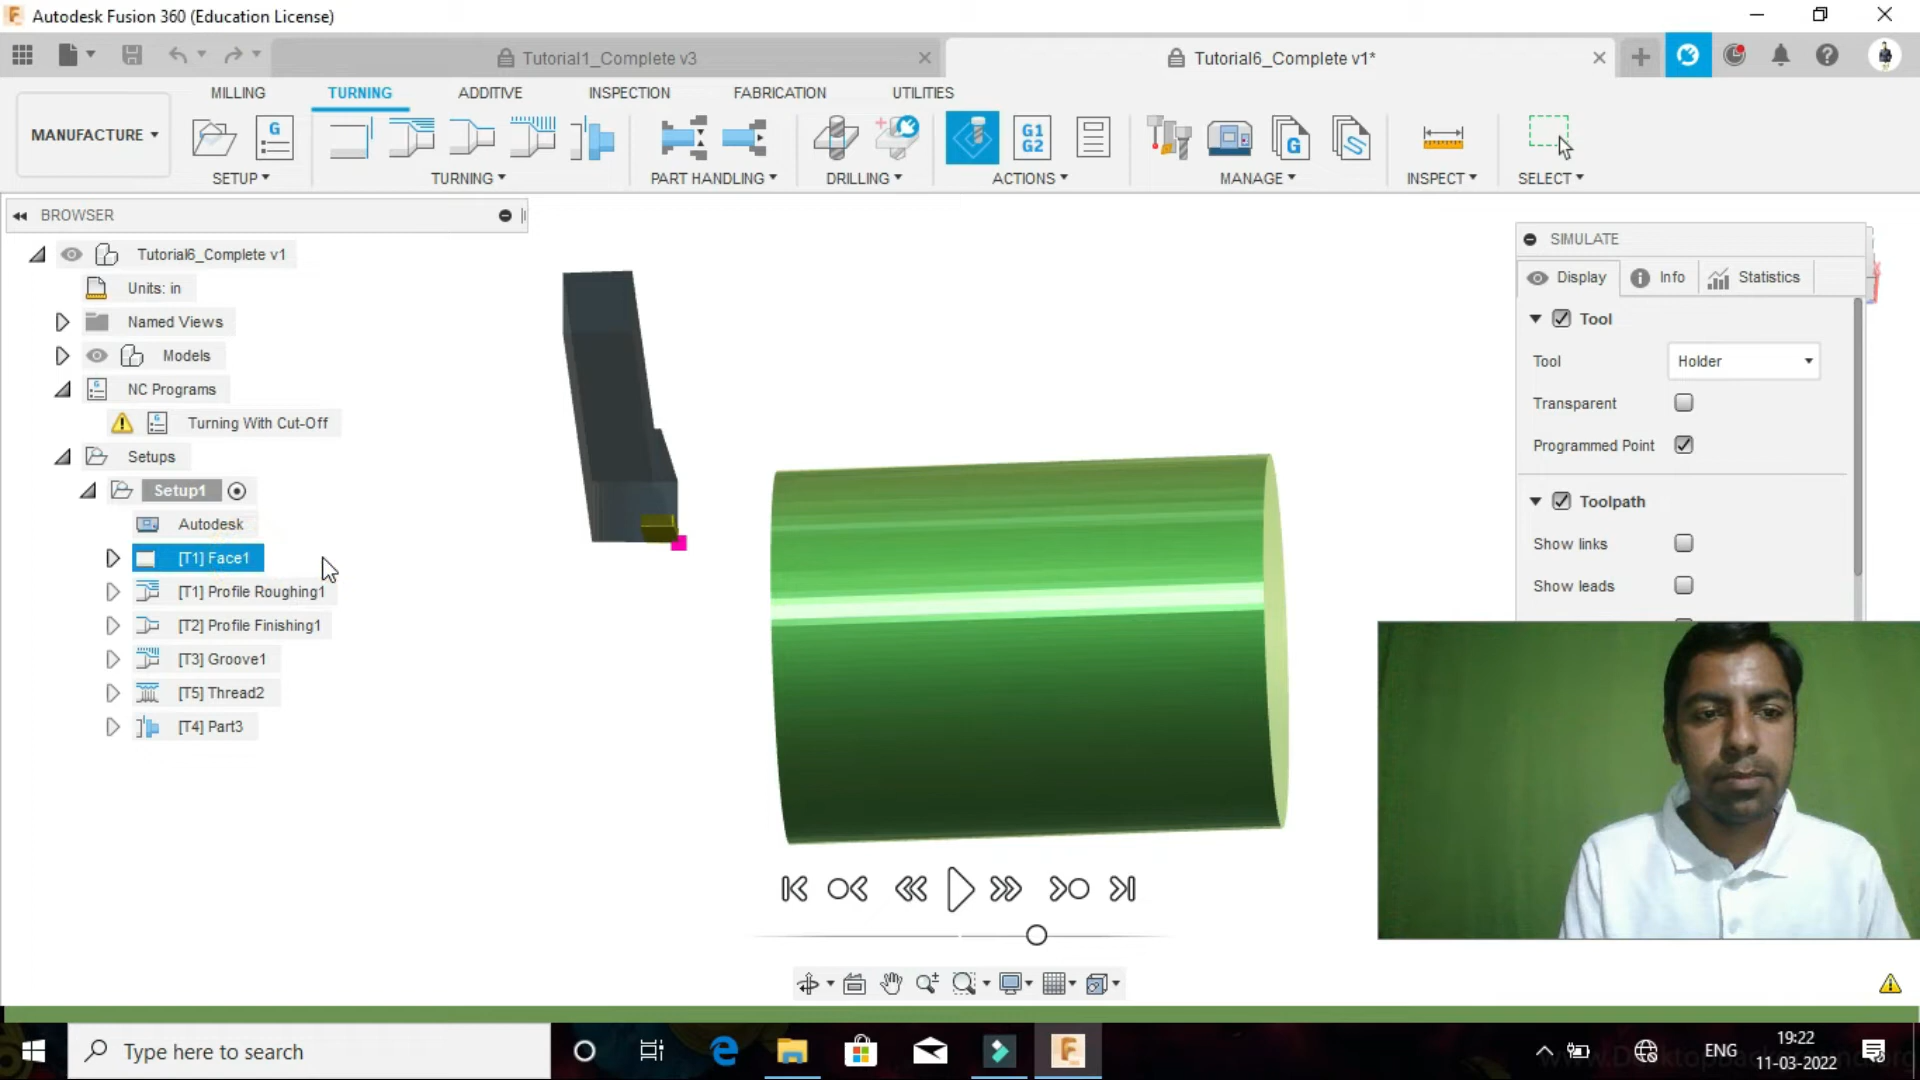 Autodesk Fusion 360 (Education License)
Tutorial1_Complete v3
Tutorial6_Complete v1*
MILLING
TURNING
ADDITIVE
INSPECTION
FABRICATION
UTILITIES
MANUFACTURE
G
G1
G2
G
SETUP
TURNING
PART HANDLING
DRILLING
ACTIONS
MANAGE
INSPECT
SELECT
BROWSER
SIMULATE
Tutorial6_Complete v1
Units: in
Named Views
Models
NC Programs
Turning With Cut-Off
Setups
Setup1
Autodesk
[T1] Face1
[T1] Profile Roughing1
[T2] Profile Finishing1
[T3] Groove1
[T5] Thread2
[T4] Part3
Display
Info
Statistics
Tool
Tool
Holder
Transparent
Programmed Point
Toolpath
Show links
Show leads
Type here to search
ENG
19:22
11-03-2022